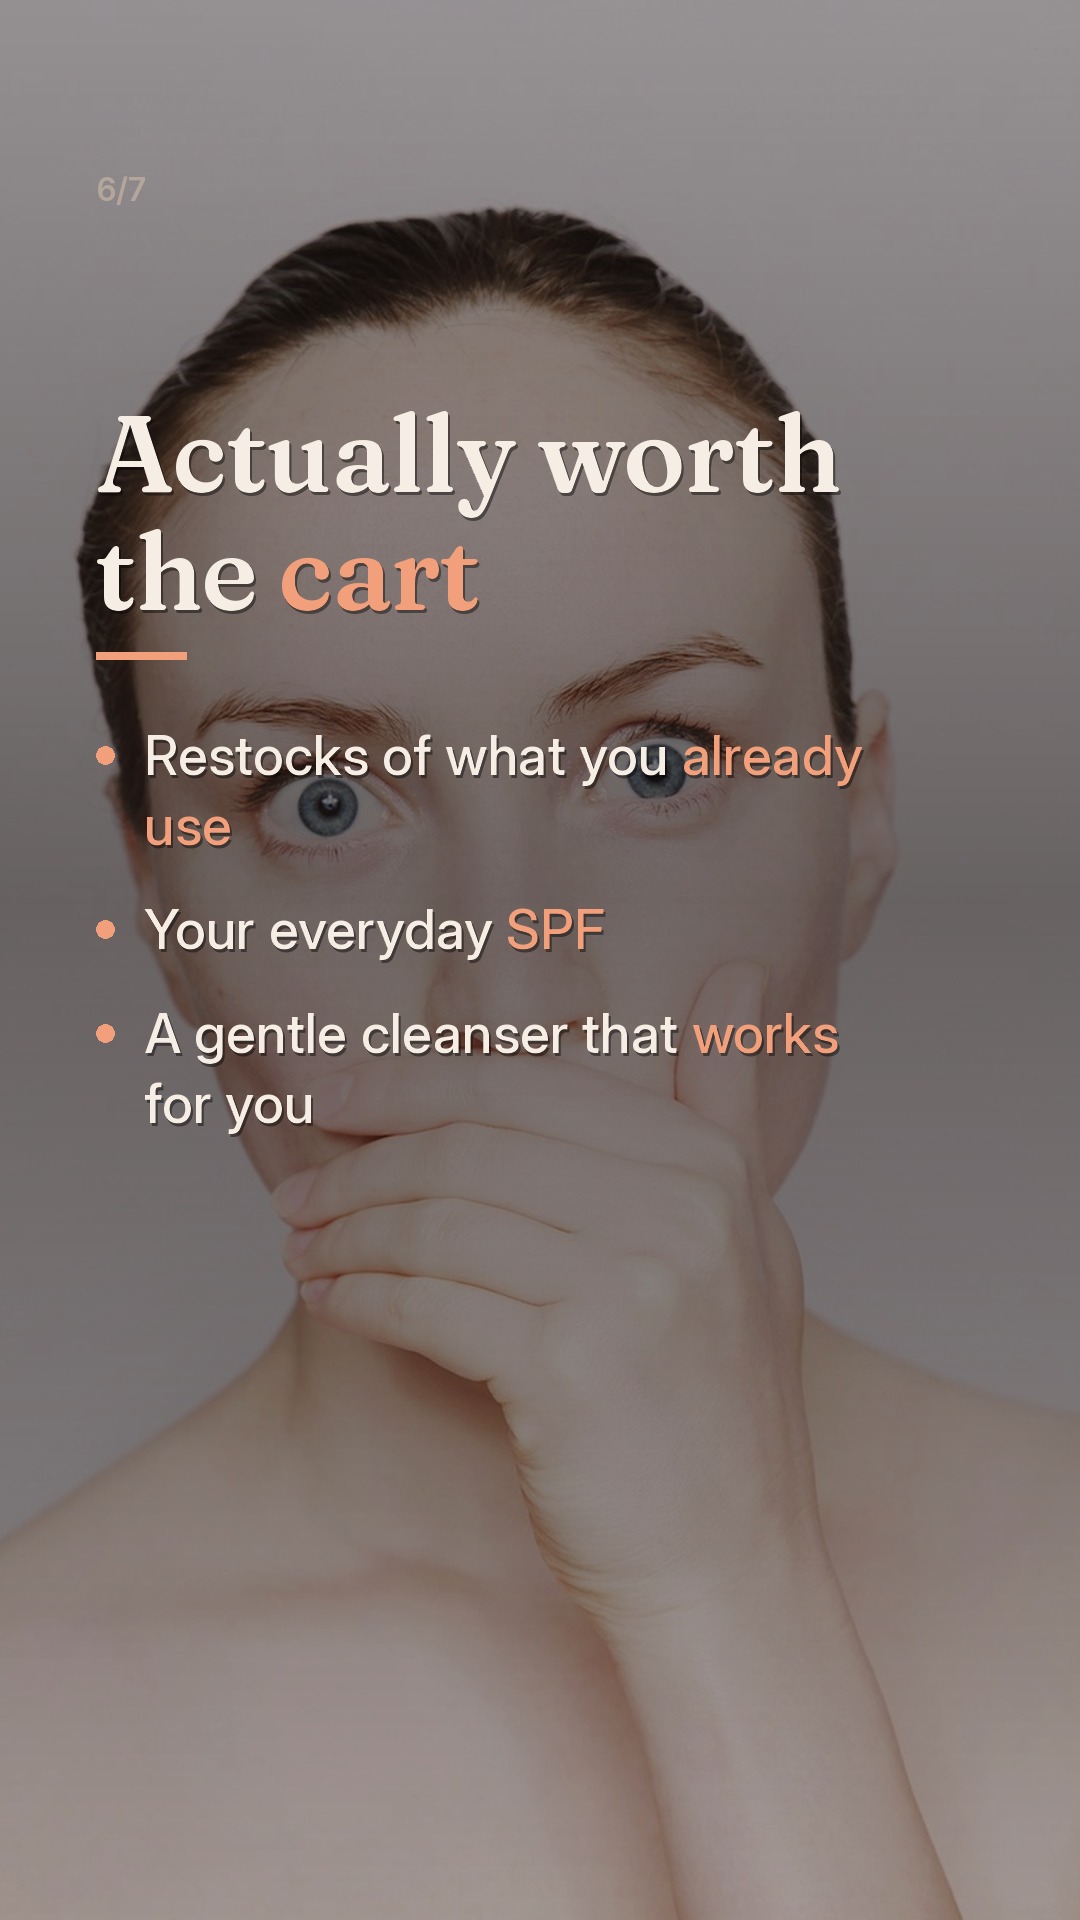 6/7
Actually worth
the cart
Restocks of what you already
use
Your everyday SPF
A gentle cleanser that works
for you